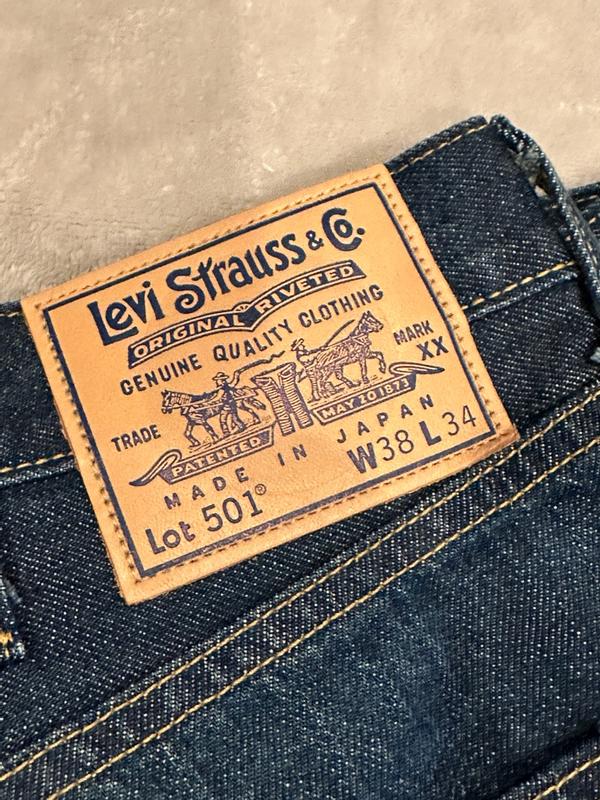 Levi Strauss & Co.
ORIGINAL RIVETED
GENUINE QUALITY CLOTHING
TRADE MARK
XX
PATENTED MAY 20 1873
MADE IN JAPAN
Lot 501® W38 L34